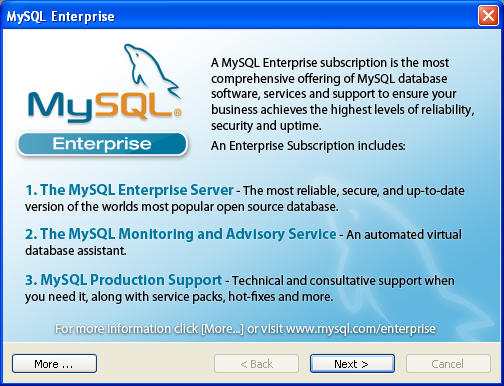 MySQL Enterprise
A MySQL Enterprise subscription is the most
comprehensive offering of MySQL database
software, services and support to ensure your
business achieves the highest levels of reliability,
security and uptime.
An Enterprise Subscription includes:
MySQL®
Enterprise
1. The MySQL Enterprise Server - The most reliable, secure, and up-to-date
version of the worlds most popular open source database.
2. The MySQL Monitoring and Advisory Service - An automated virtual
database assistant.
3. MySQL Production Support - Technical and consultative support when
you need it, along with service packs, hot-fixes and more.
For more information click [More...] or visit www.mysql.com/enterprise
More ...
< Back
Next >
Cancel